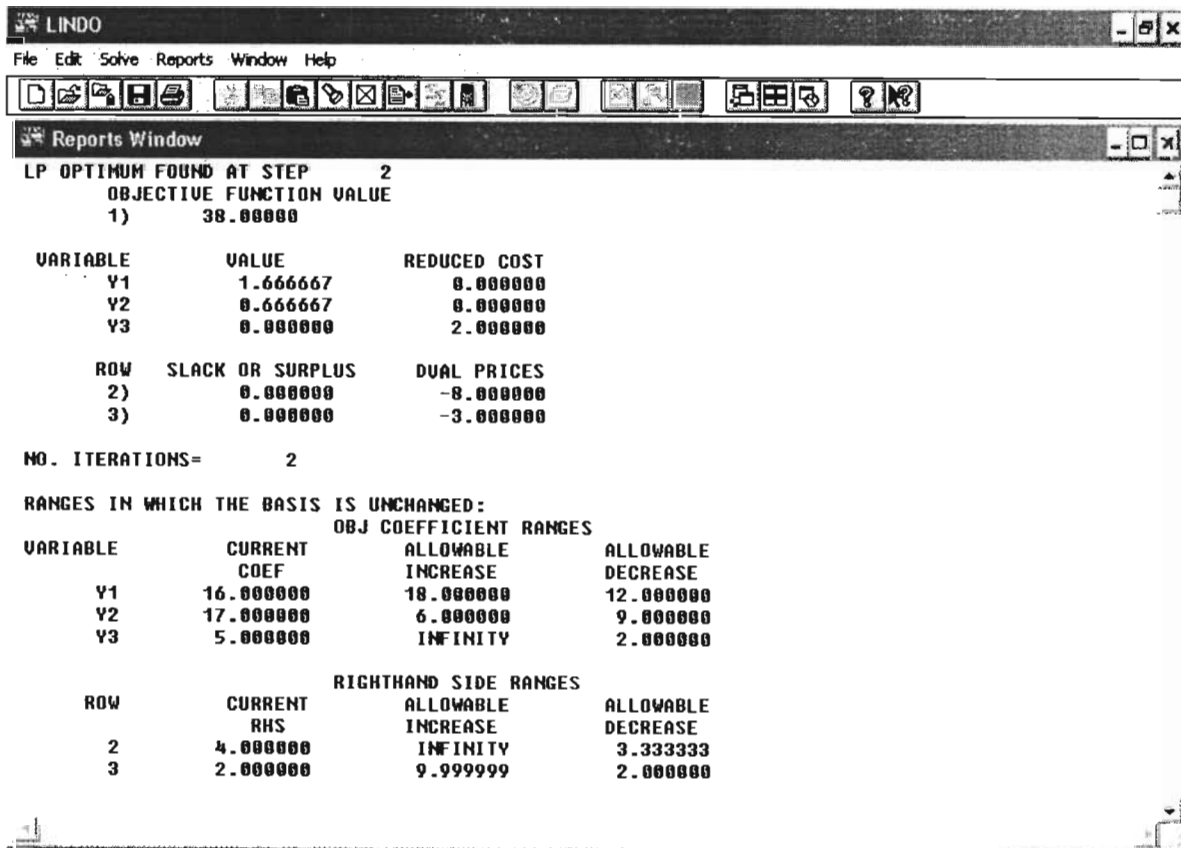 LINDO
File Edit Solve Reports Window Help
Reports Window
LP OPTIMUM FOUND AT STEP 2
OBJECTIVE FUNCTION VALUE
1) 38.00000
VARIABLE VALUE REDUCED COST
Y1 1.666667 0.000000
Y2 0.666667 0.000000
Y3 0.000000 2.000000
ROW SLACK OR SURPLUS DUAL PRICES
2) 0.000000 -8.000000
3) 0.000000 -3.000000
NO. ITERATIONS= 2
RANGES IN WHICH THE BASIS IS UNCHANGED:
OBJ COEFFICIENT RANGES
VARIABLE CURRENT ALLOWABLE ALLOWABLE
COEF INCREASE DECREASE
Y1 16.000000 18.000000 12.000000
Y2 17.000000 6.000000 9.000000
Y3 5.000000 INFINITY 2.000000
RIGHTHAND SIDE RANGES
ROW CURRENT ALLOWABLE ALLOWABLE
RHS INCREASE DECREASE
2 4.000000 INFINITY 3.333333
3 2.000000 9.999999 2.000000